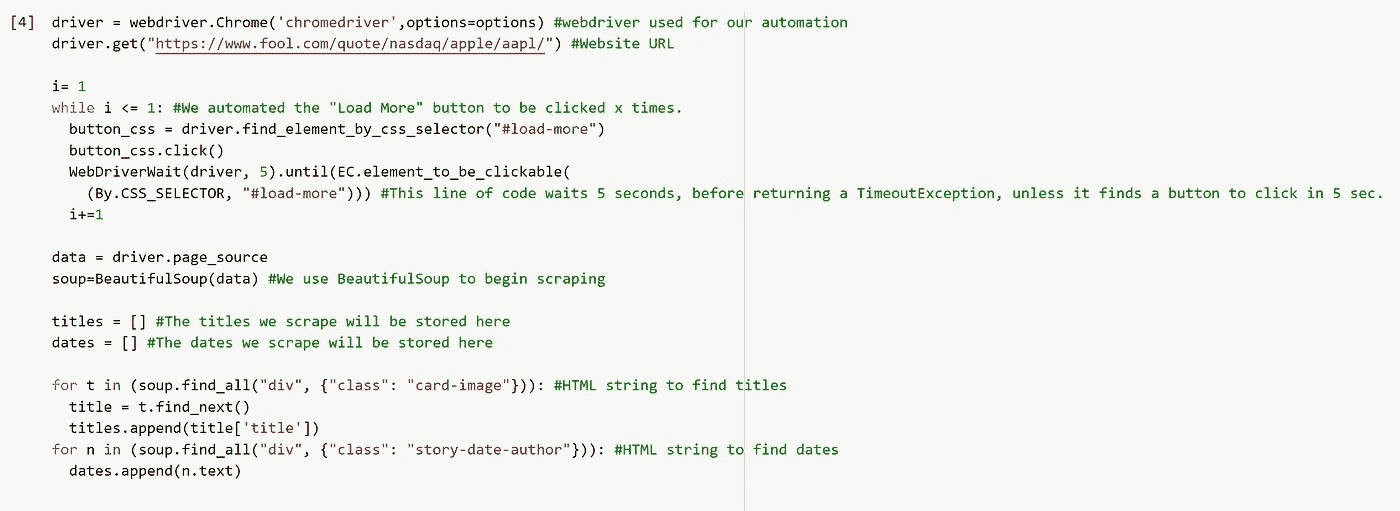 [4] driver = webdriver.Chrome('chromedriver',options=options) #webdriver used for our automation
driver.get("https://www.fool.com/quote/nasdaq/apple/aapl/") #Website URL
i= 1
while i <= 1: #We automated the "Load More" button to be clicked x times.
button_css = driver.find_element_by_css_selector("#load-more")
button_css.click()
WebDriverWait(driver, 5).until(EC.element_to_be_clickable(
(By.CSS_SELECTOR, "#load-more"))) #This line of code waits 5 seconds, before returning a TimeoutException, unless it finds a button to click in 5 sec.
i+=1
data = driver.page_source
soup=BeautifulSoup(data) #We use BeautifulSoup to begin scraping
titles = [] #The titles we scrape will be stored here
dates = [] #The dates we scrape will be stored here
for t in (soup.find_all("div", {"class": "card-image"})): #HTML string to find titles
title = t.find_next()
titles.append(title['title'])
for n in (soup.find_all("div", {"class": "story-date-author"})): #HTML string to find dates
dates.append(n.text)